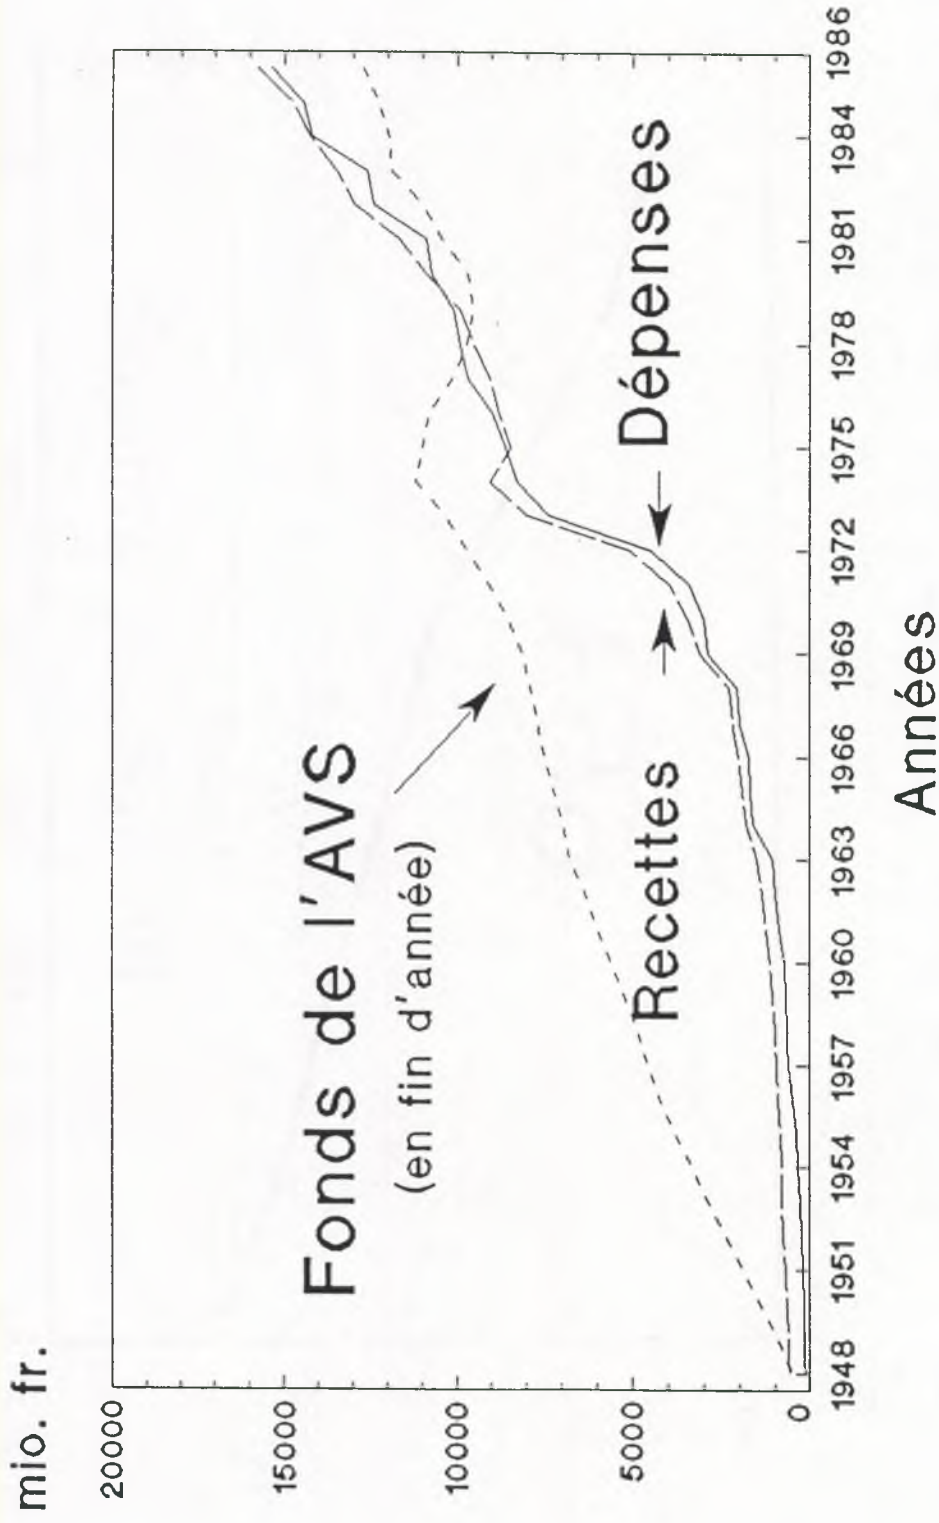 mio. fr.
20000
15000
10000
5000
0
Fonds de l'AVS
(en fin d'année)
Recettes
Dépenses
1948 1951 1954 1957 1960 1963 1966 1969 1972 1975 1978 1981 1984 1986
Années